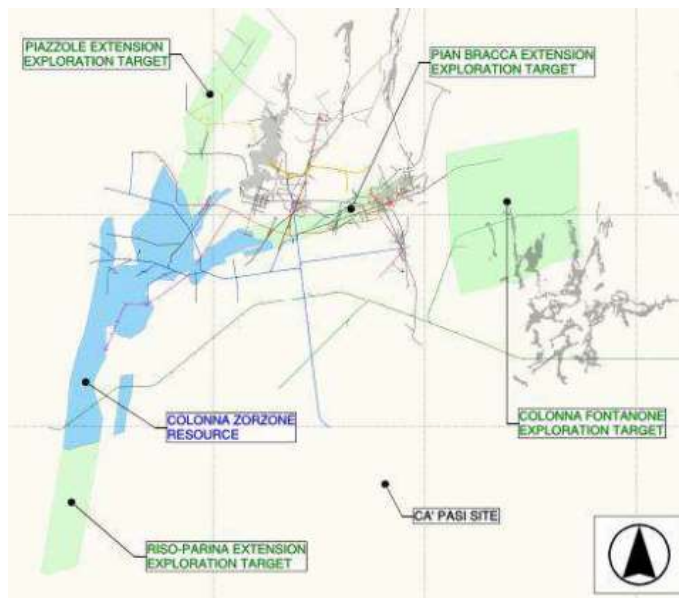 PIAZZOLE EXTENSION
EXPLORATION TARGET
PIAN BRACCA EXTENSION
EXPLORATION TARGET
COLONNA ZORZONE
RESOURCE
COLONNA FONTANONE
EXPLORATION TARGET
CA' PASI SITE
RISO-PARINA EXTENSION
EXPLORATION TARGET